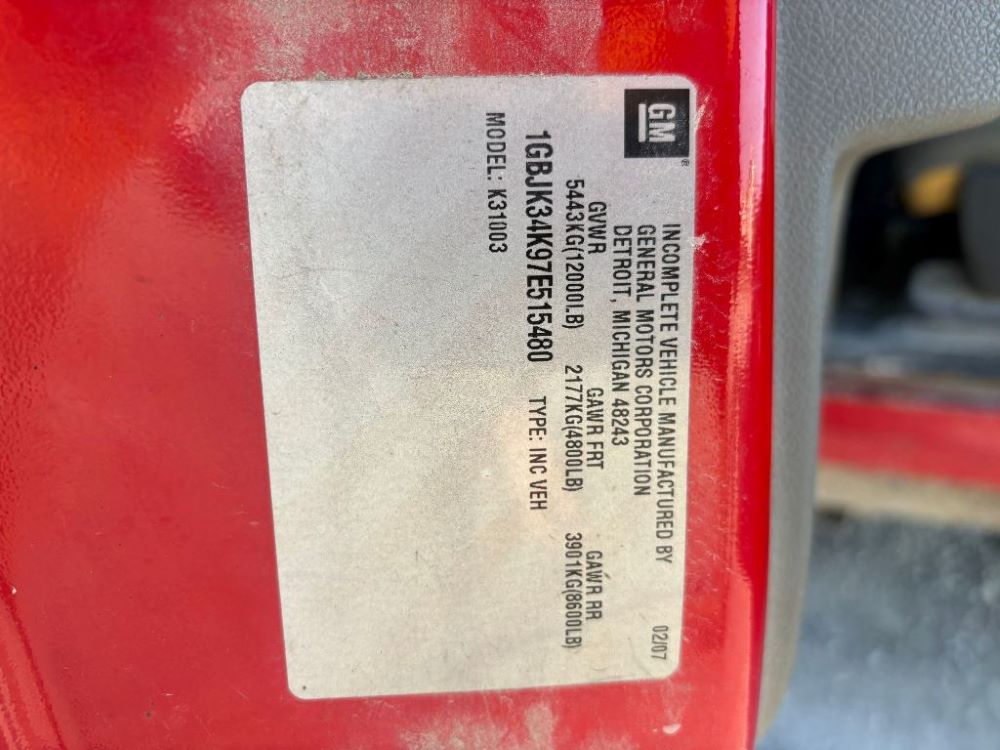 GM®
INCOMPLETE VEHICLE MANUFACTURED BY 02/07
GENERAL MOTORS CORPORATION
DETROIT, MICHIGAN 48243
GVWR GAWR FRT GAWR RR
5443KG(12000LB) 2177KG(4800LB) 3901KG(8600LB)
1GBJK34K97E515480 TYPE: INC VEH
MODEL: K31003